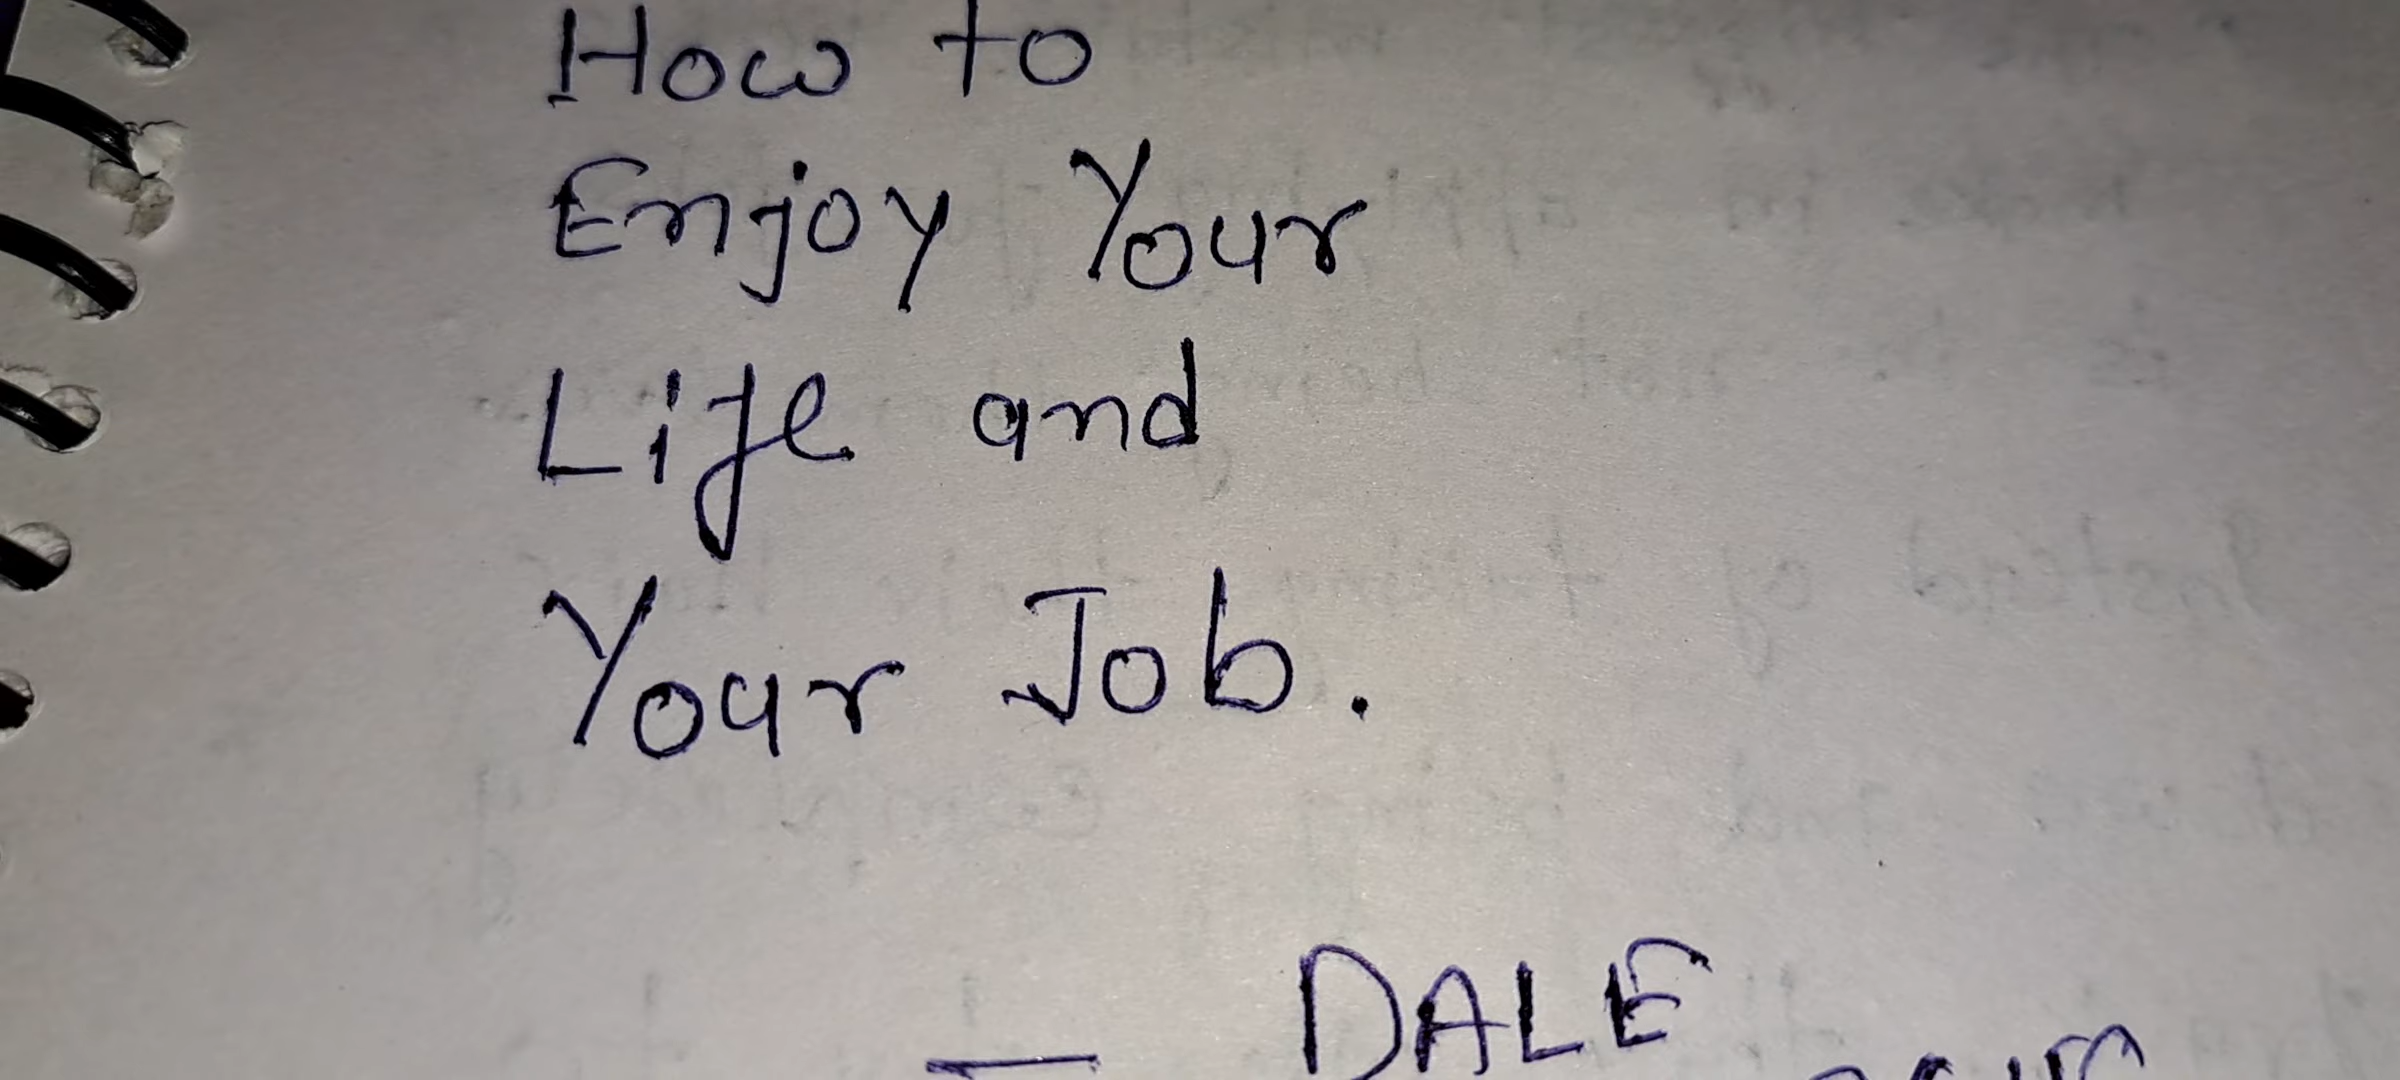 How to
Enjoy Your
Life and
Your Job.
— DALE